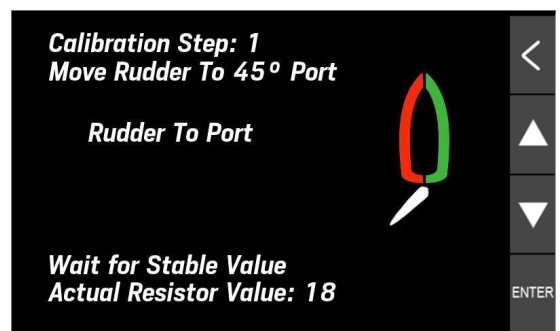 Calibration Step: 1
Move Rudder To 45º Port
Rudder To Port
Wait for Stable Value
Actual Resistor Value: 18
ENTER